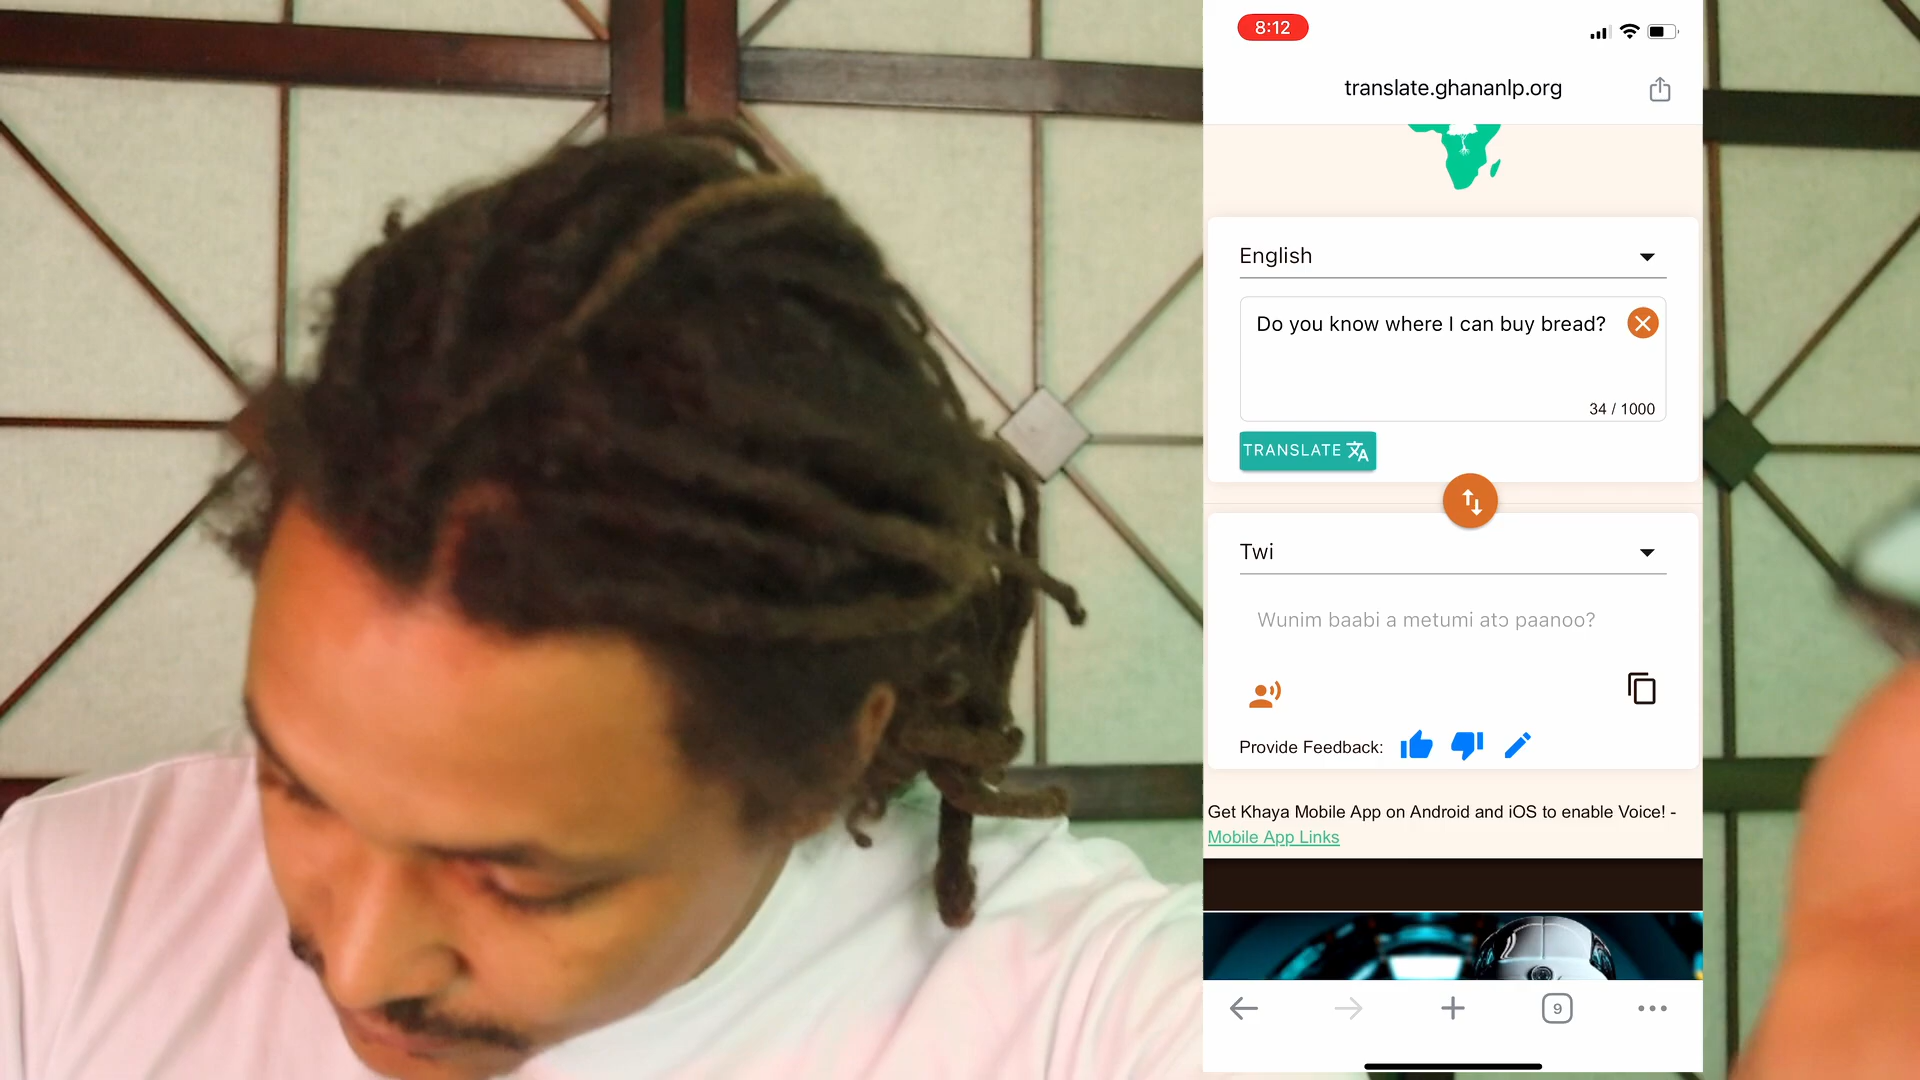 8:12
translate.ghananlp.org
English
Do you know where I can buy bread?
34 / 1000
TRANSLATE
Twi
Wunim baabi a metumi atɔ paanoo?
Provide Feedback:
Get Khaya Mobile App on Android and iOS to enable Voice! -
Mobile App Links
9